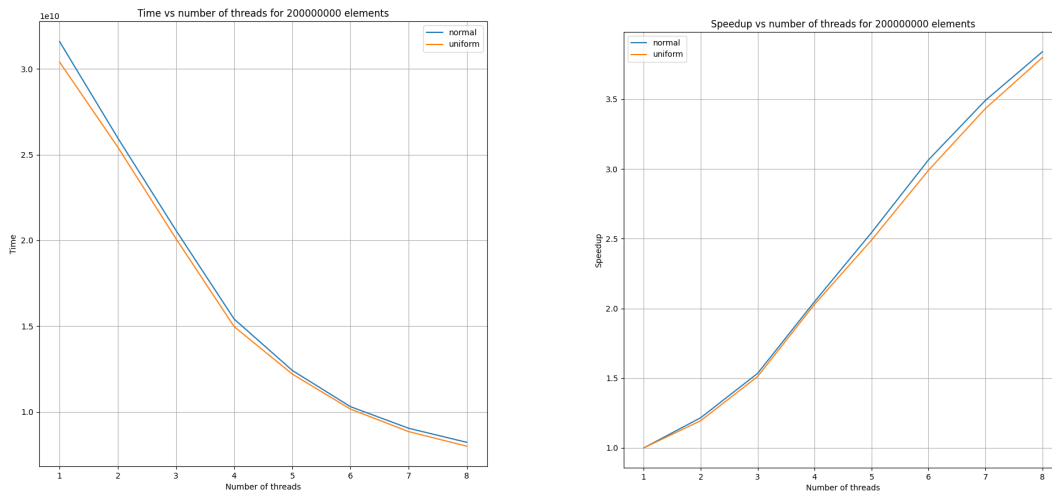 Time vs number of threads for 200000000 elements
1e10
normal
uniform
3.0
2.5
2.0
1.5
1.0
Time
1 2 3 4 5 6 7 8
Number of threads
Speedup vs number of threads for 200000000 elements
normal
uniform
3.5
3.0
2.5
2.0
1.5
1.0
Speedup
1 2 3 4 5 6 7 8
Number of threads